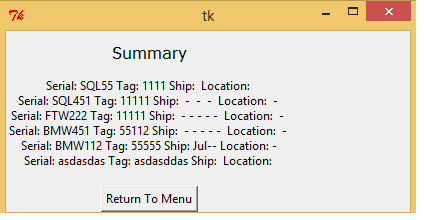 tk
Summary
Serial: SQL55 Tag: 1111 Ship:  Location:
Serial: SQL451 Tag: 11111 Ship:  -  -  -  Location:  -
Serial: FTW222 Tag: 11111 Ship:  - - - - -  Location:  -
Serial: BMW451 Tag: 55112 Ship:  - - - - -  Location:  -
Serial: BMW112 Tag: 55555 Ship: Jul-- Location:  -
Serial: asdasdas Tag: asdasddas Ship:  Location:
Return To Menu